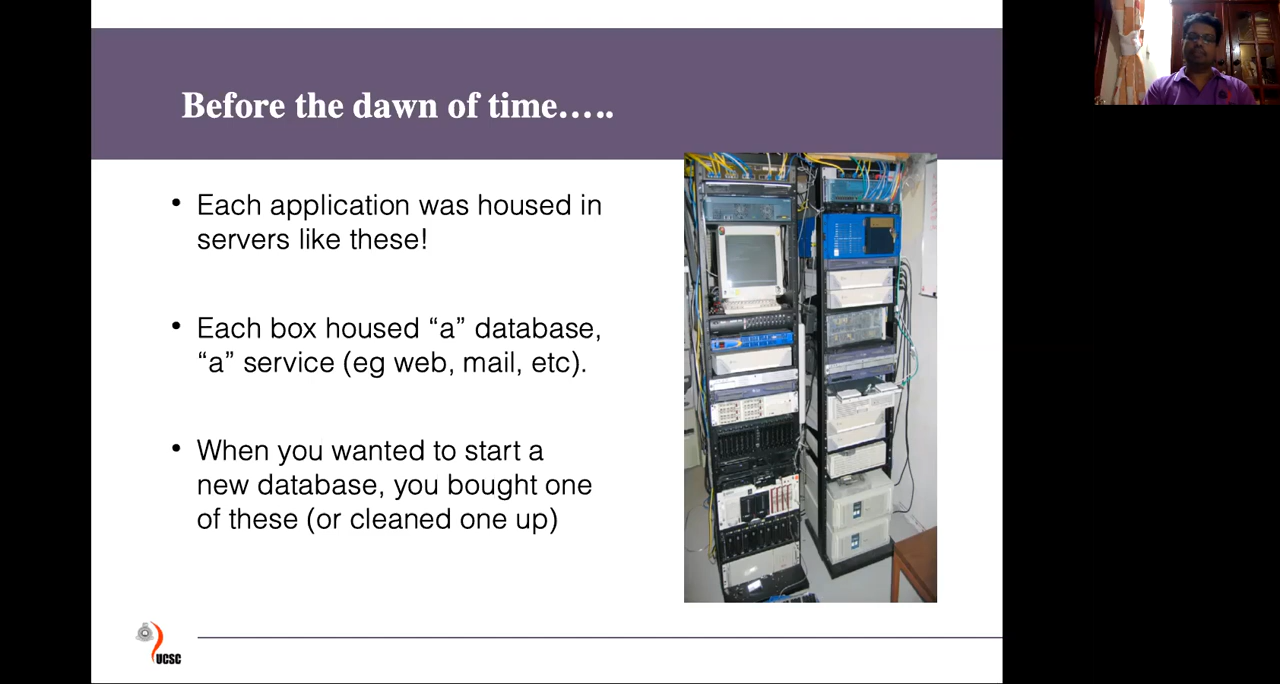 Before the dawn of time…..
• Each application was housed in
servers like these!
• Each box housed “a” database,
“a” service (eg web, mail, etc).
• When you wanted to start a
new database, you bought one
of these (or cleaned one up)
UCSC